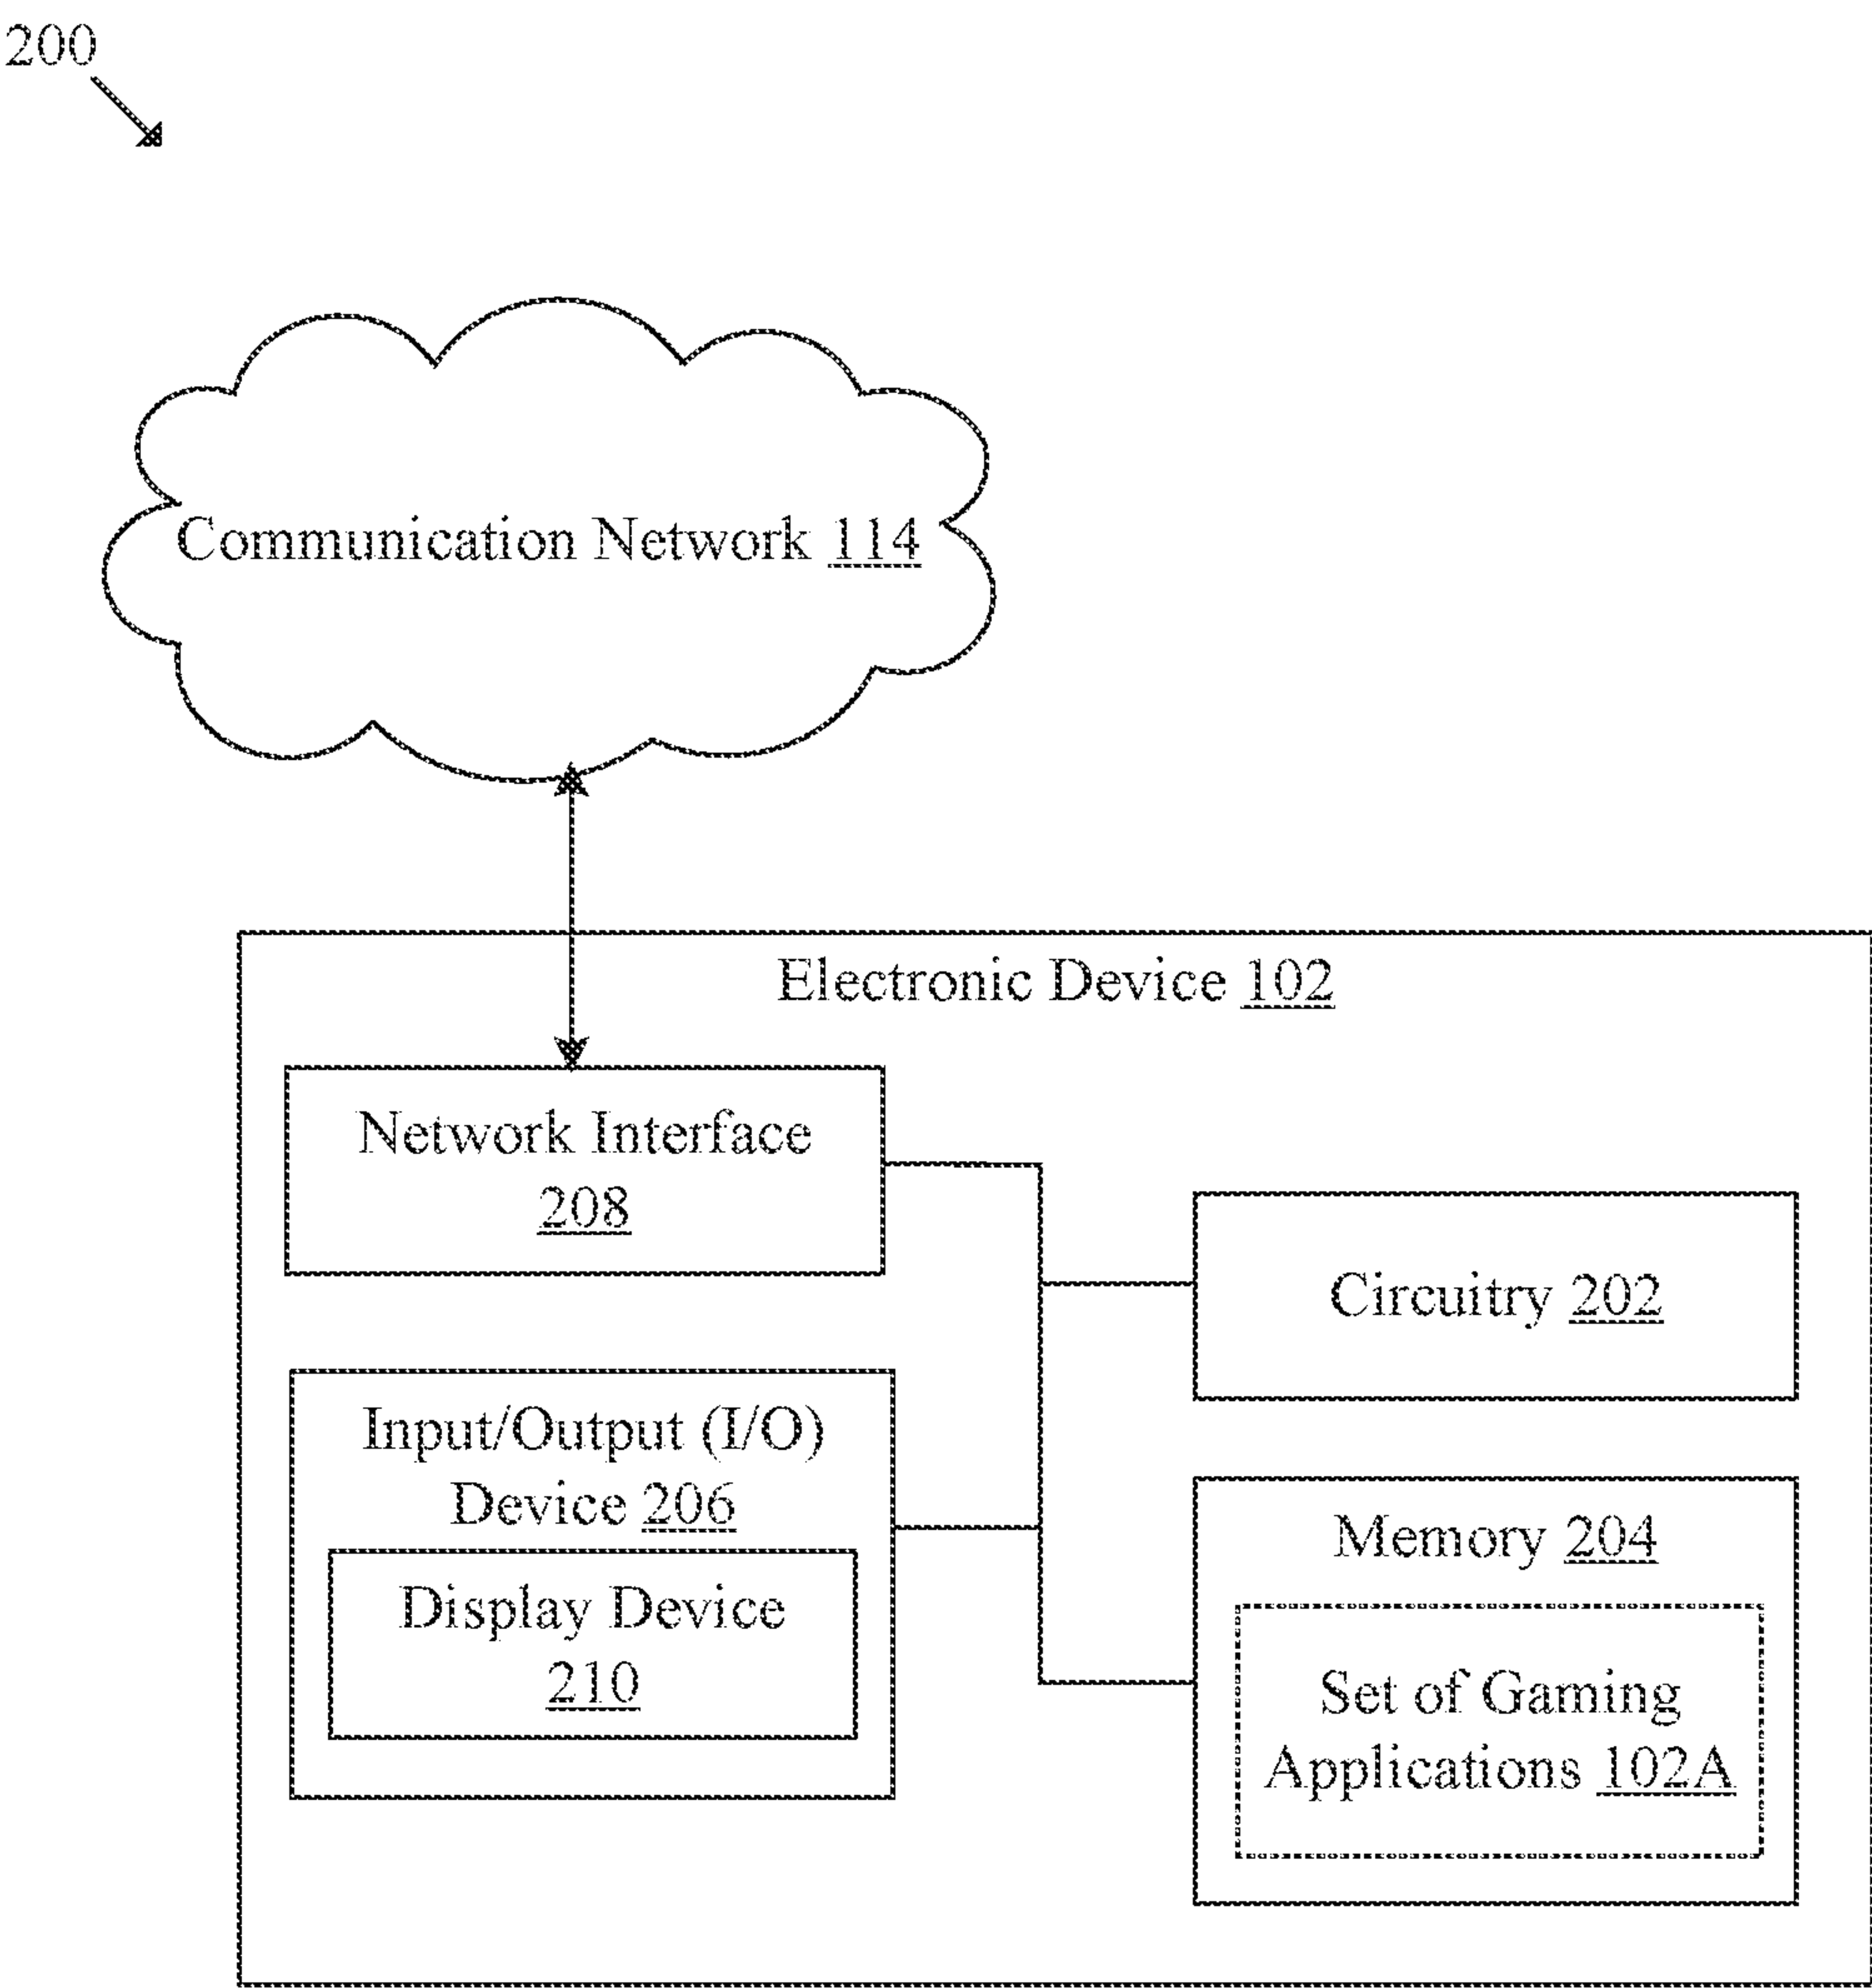 200
Communication Network 114
Electronic Device 102
Network Interface
208
Circuitry 202
Input/Output (I/O)
Device 206
Display Device
210
Memory 204
Set of Gaming
Applications 102A